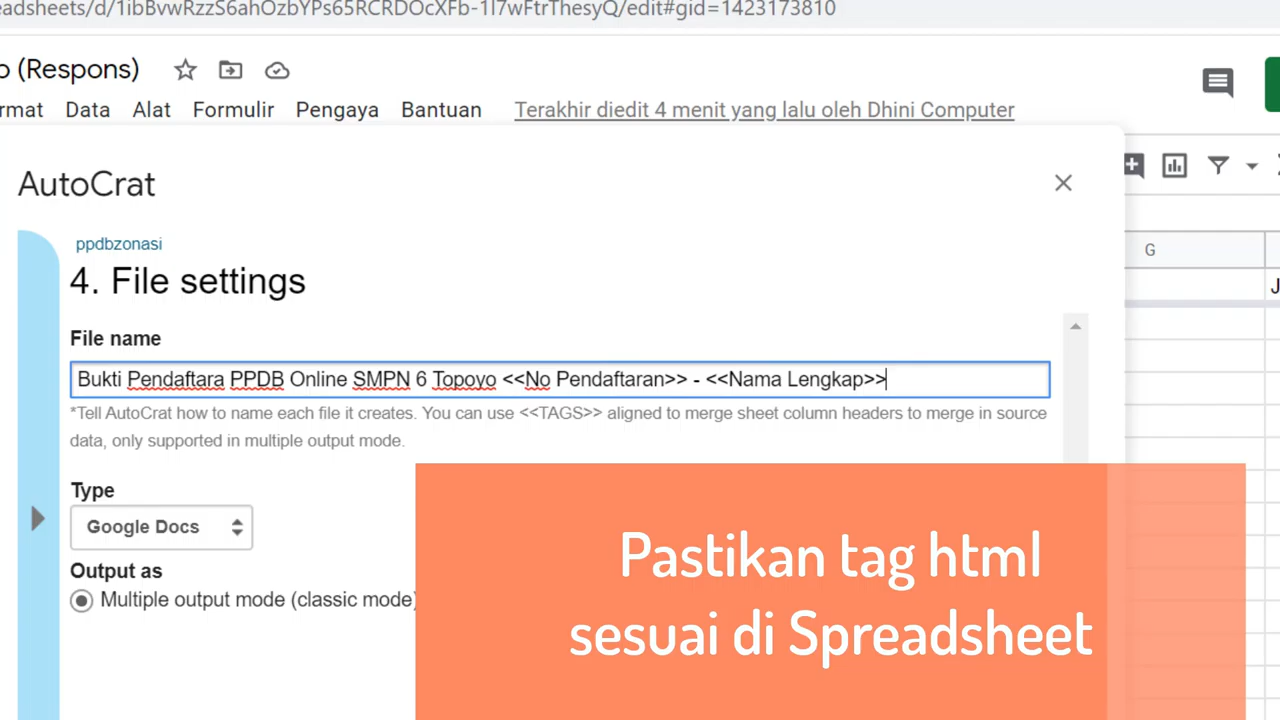 eadsheets/d/1ibBvwRzzS6ahOzbYPs65RCRDOcXFb-1I7wFtrThesyQ/edit#gid=1423173810
o (Respons)
rmat Data Alat Formulir Pengaya Bantuan Terakhir diedit 4 menit yang lalu oleh Dhini Computer
AutoCrat
ppdbzonasi
G
4. File settings
J
File name
Bukti Pendaftara PPDB Online SMPN 6 Topoyo <<No Pendaftaran>> - <<Nama Lengkap>>
*Tell AutoCrat how to name each file it creates. You can use <<TAGS>> aligned to merge sheet column headers to merge in source
data, only supported in multiple output mode.
Type
Google Docs
Output as
Multiple output mode (classic mode)
Pastikan tag html
sesuai di Spreadsheet